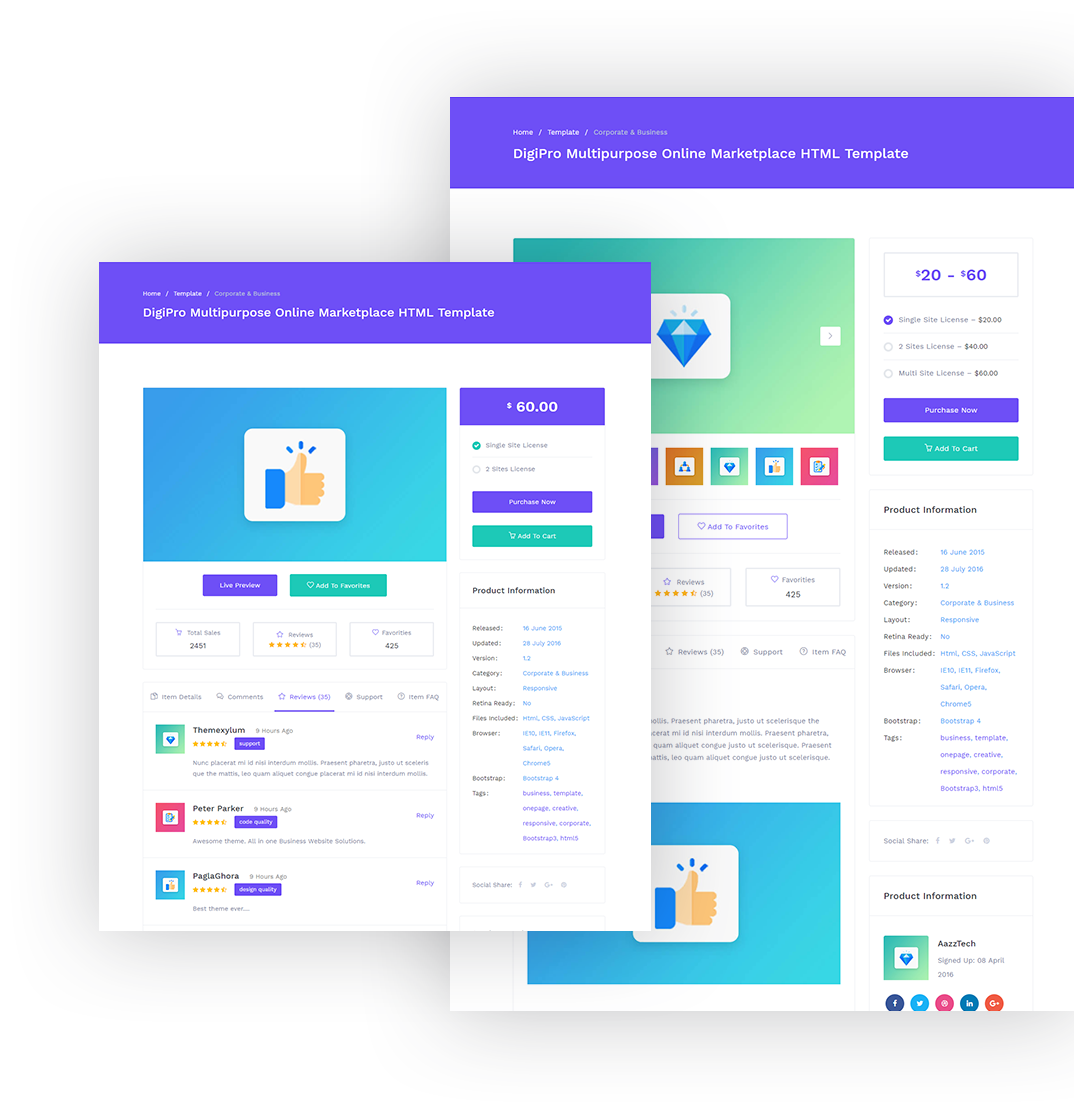 Home / Template / Corporate & Business
DigiPro Multipurpose Online Marketplace HTML Template
$20 - $60
Single Site License – $20.00
2 Sites License – $40.00
Multi Site License – $60.00
Purchase Now
Add To Cart
Add To Favorites
Reviews
(35)
Favorities
425
Reviews (35) Support Item FAQ
mollis. Praesent pharetra, justo ut scelerisque the
placerat mi id nisi interdum mollis. Praesent pharetra,
quam aliquet congue justo ut scelerisque. Praesent
mattis, leo quam aliquet congue justo ut scelerisque.
Product Information
Released: 16 June 2015
Updated: 28 July 2016
Version: 1.2
Category: Corporate & Business
Layout: Responsive
Retina Ready: No
Files Included: Html, CSS, JavaScript
Browser: IE10, IE11, Firefox,
Safari, Opera,
Chrome5
Bootstrap: Bootstrap 4
Tags: business, template,
onepage, creative,
responsive, corporate,
Bootstrap3, html5
Social Share:
Product Information
AazzTech
Signed Up: 08 April
2016
Home / Template / Corporate & Business
DigiPro Multipurpose Online Marketplace HTML Template
$ 60.00
Single Site License
2 Sites License
Purchase Now
Add To Cart
Live Preview
Add To Favorites
Total Sales
2451
Reviews
(35)
Favorities
425
Item Details Comments Reviews (35) Support Item FAQ
Themexylum 9 Hours Ago
support
Reply
Nunc placerat mi id nisi interdum mollis. Praesent pharetra, justo ut sceleris
que the mattis, leo quam aliquet congue placerat mi id nisi interdum mollis.
Peter Parker 9 Hours Ago
code quality
Reply
Awesome theme. All in one Business Website Solutions.
PaglaGhora 9 Hours Ago
design quality
Reply
Best theme ever...
Product Information
Released: 16 June 2015
Updated: 28 July 2016
Version: 1.2
Category: Corporate & Business
Layout: Responsive
Retina Ready: No
Files Included: Html, CSS, JavaScript
Browser: IE10, IE11, Firefox,
Safari, Opera,
Chrome5
Bootstrap: Bootstrap 4
Tags: business, template,
onepage, creative,
responsive, corporate,
Bootstrap3, html5
Social Share: